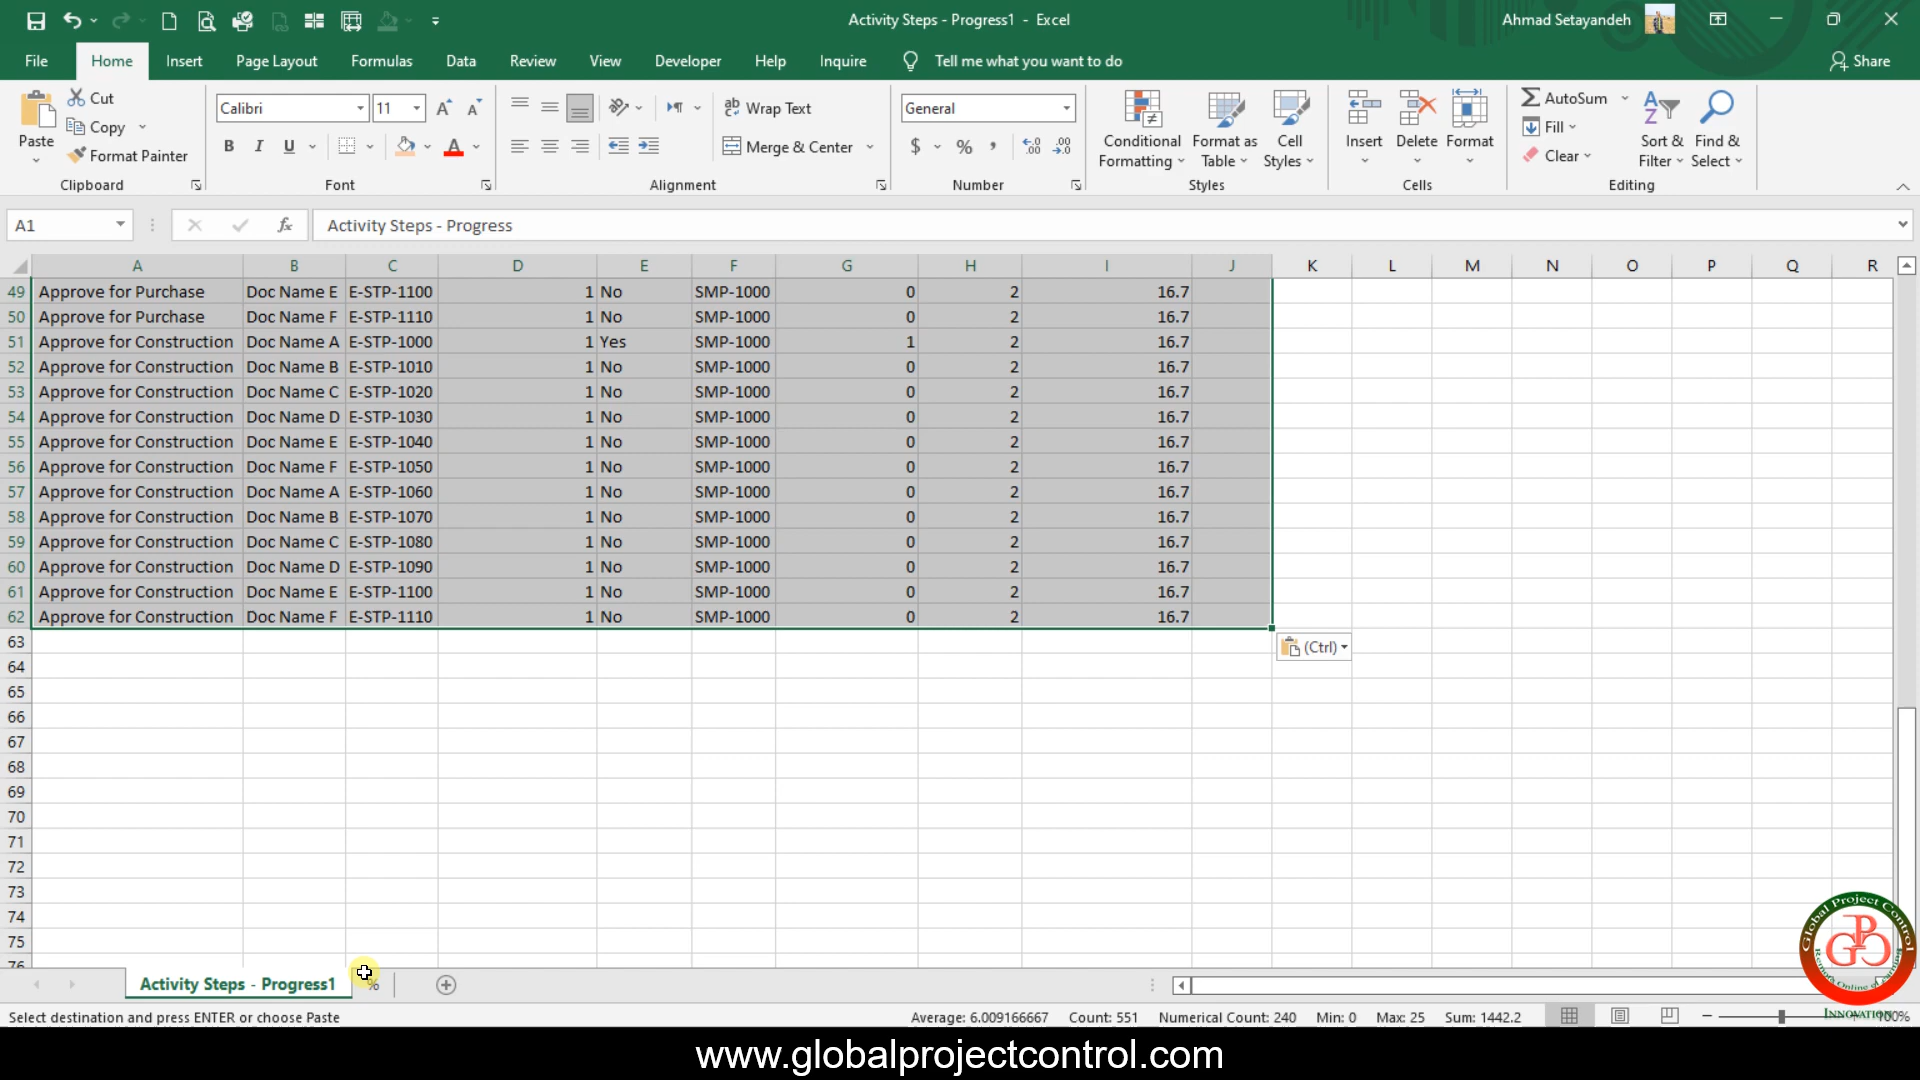 Activity Steps - Progress1 - Excel
Ahmad Setayandeh
File Home Insert Page Layout Formulas Data Review View Developer Help Inquire Tell me what you want to do Share
Paste Cut Copy Format Painter Clipboard
Calibri 11 B I U A Font
Wrap Text Merge & Center Alignment
General $ % Number
Conditional Formatting Format as Table Cell Styles Styles
Insert Delete Format Cells
AutoSum Fill Clear Sort & Filter Find & Select Editing
A1 fx Activity Steps - Progress
A B C D E F G H I J K L M N O P Q R
49 Approve for Purchase Doc Name E E-STP-1100 1 No SMP-1000 0 2 16.7
50 Approve for Purchase Doc Name F E-STP-1110 1 No SMP-1000 0 2 16.7
51 Approve for Construction Doc Name A E-STP-1000 1 Yes SMP-1000 1 2 16.7
52 Approve for Construction Doc Name B E-STP-1010 1 No SMP-1000 0 2 16.7
53 Approve for Construction Doc Name C E-STP-1020 1 No SMP-1000 0 2 16.7
54 Approve for Construction Doc Name D E-STP-1030 1 No SMP-1000 0 2 16.7
55 Approve for Construction Doc Name E E-STP-1040 1 No SMP-1000 0 2 16.7
56 Approve for Construction Doc Name F E-STP-1050 1 No SMP-1000 0 2 16.7
57 Approve for Construction Doc Name A E-STP-1060 1 No SMP-1000 0 2 16.7
58 Approve for Construction Doc Name B E-STP-1070 1 No SMP-1000 0 2 16.7
59 Approve for Construction Doc Name C E-STP-1080 1 No SMP-1000 0 2 16.7
60 Approve for Construction Doc Name D E-STP-1090 1 No SMP-1000 0 2 16.7
61 Approve for Construction Doc Name E E-STP-1100 1 No SMP-1000 0 2 16.7
62 Approve for Construction Doc Name F E-STP-1110 1 No SMP-1000 0 2 16.7
63
(Ctrl)
64
65
66
67
68
69
70
71
72
73
74
75
76
Global Project Control
GPC
Activity Steps - Progress1 %
Select destination and press ENTER or choose Paste Average: 6.009166667 Count: 551 Numerical Count: 240 Min: 0 Max: 25 Sum: 1442.2 100%
INNOVATION
www.globalprojectcontrol.com